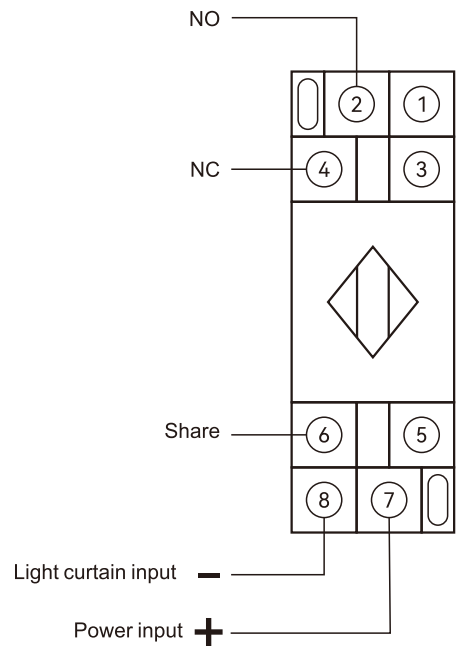 NO
2 1
NC 4 3
Share 6 5
8 7
Light curtain input −
Power input +